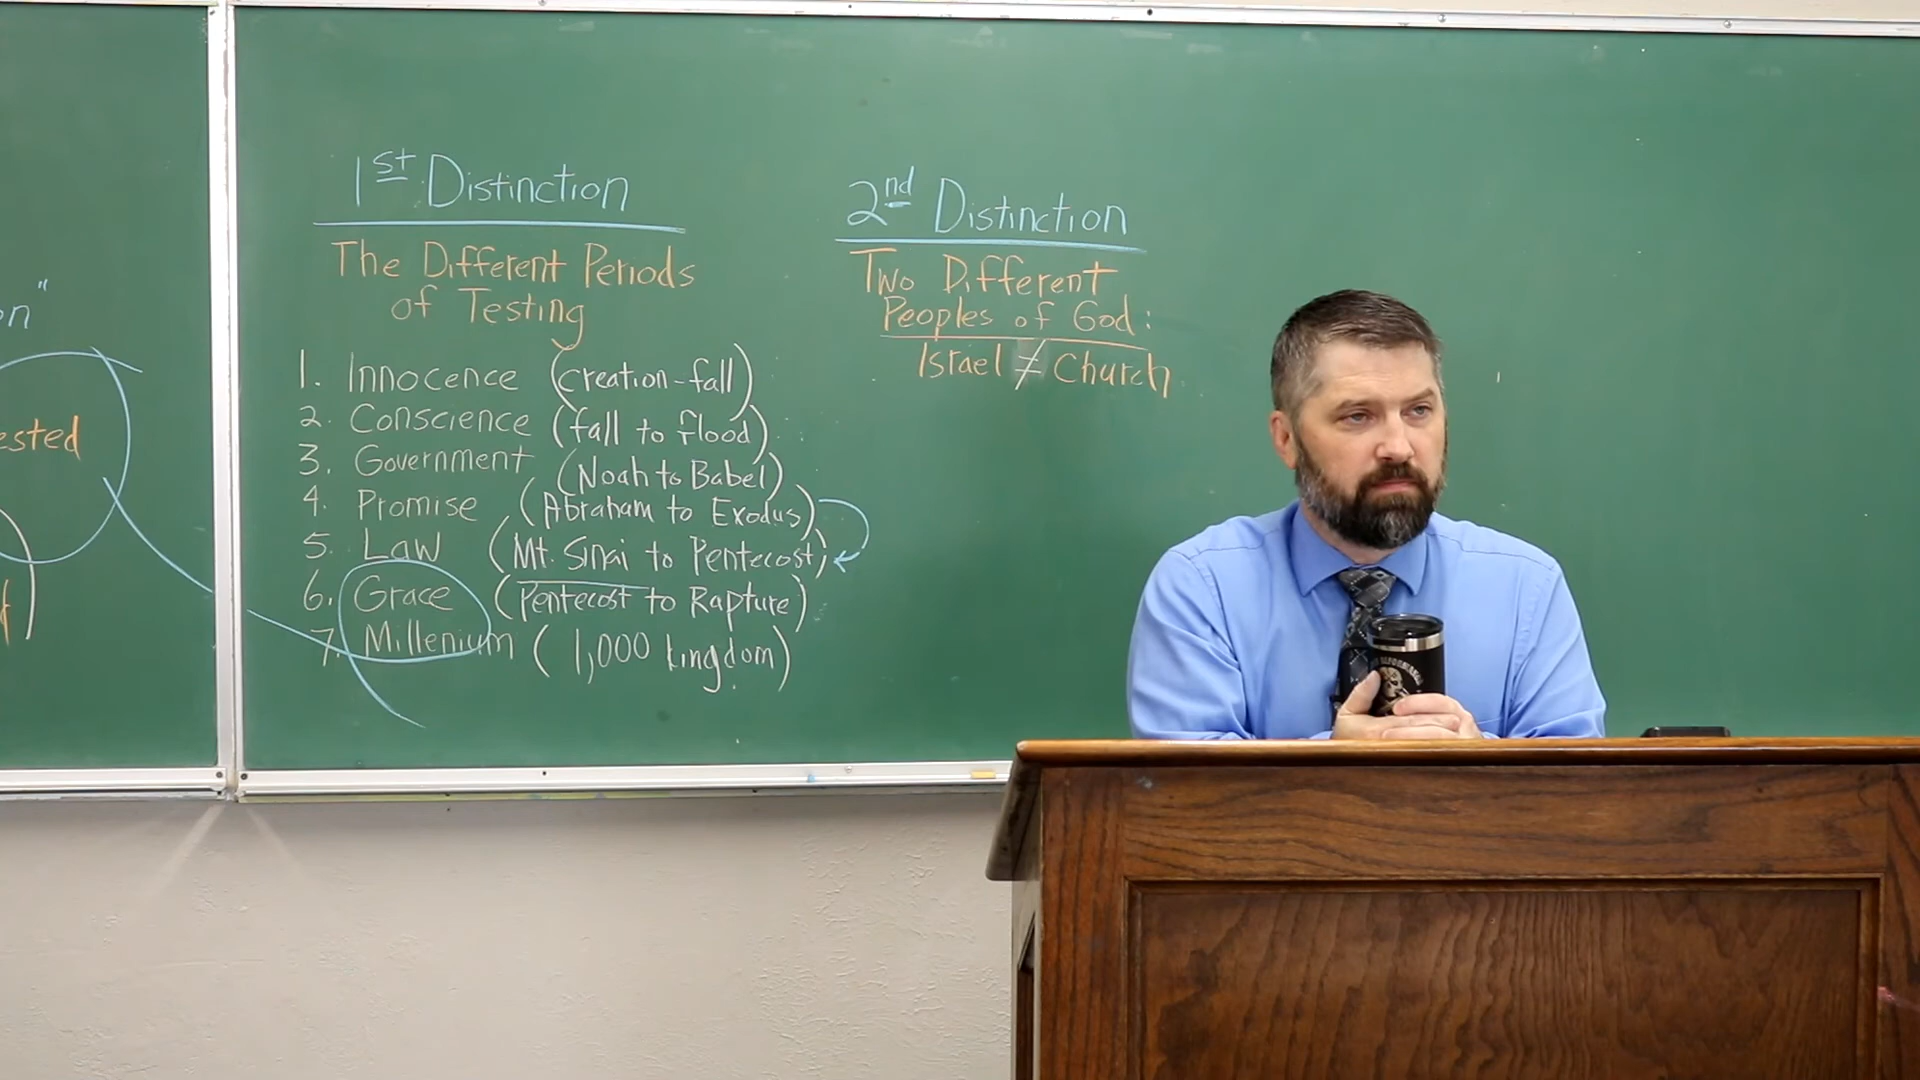 on"
ested
1st Distinction
The Different Periods
of Testing
1. Innocence (creation-fall)
2. Conscience (fall to flood)
3. Government (Noah to Babel)
4. Promise (Abraham to Exodus)
5. Law (Mt. Sinai to Pentecost)
6. Grace (Pentecost to Rapture)
7. Millenium (1,000 kingdom)
2nd Distinction
Two Different
Peoples of God:
Israel ≠ Church